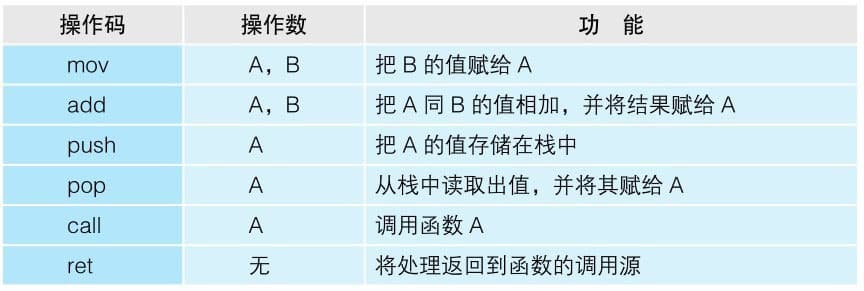 操作码 操作数 功 能
mov A，B 把 B 的值赋给 A
add A，B 把 A 同 B 的值相加，并将结果赋给 A
push A 把 A 的值存储在栈中
pop A 从栈中读取出值，并将其赋给 A
call A 调用函数 A
ret 无 将处理返回到函数的调用源